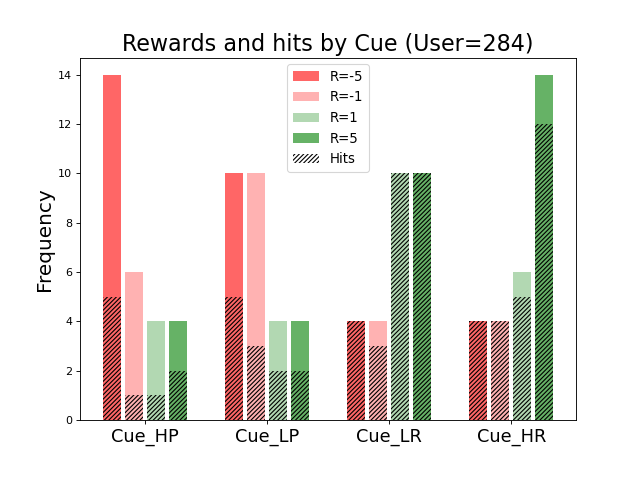 Rewards and hits by Cue (User=284)
R=-5
R=-1
R=1
R=5
Hits
Frequency
14
12
10
8
6
4
2
0
Cue_HP
Cue_LP
Cue_LR
Cue_HR